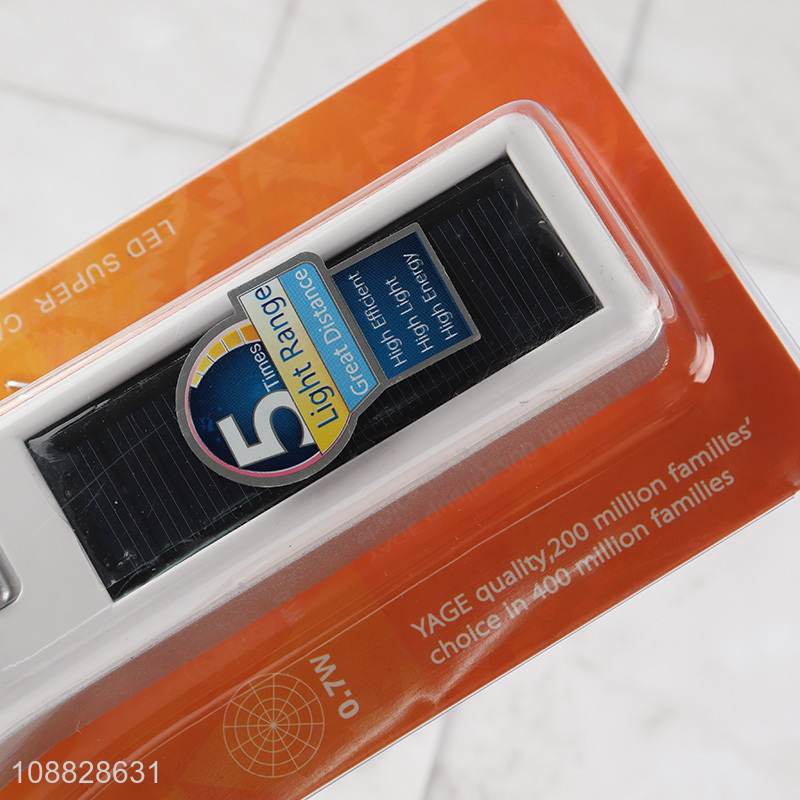 LED SUPER CA
5
Times
Light Range
Great Distance
High Efficient
High Light
High Energy
YAGE quality,200 million families'
choice in 400 million families
0.7W
108828631